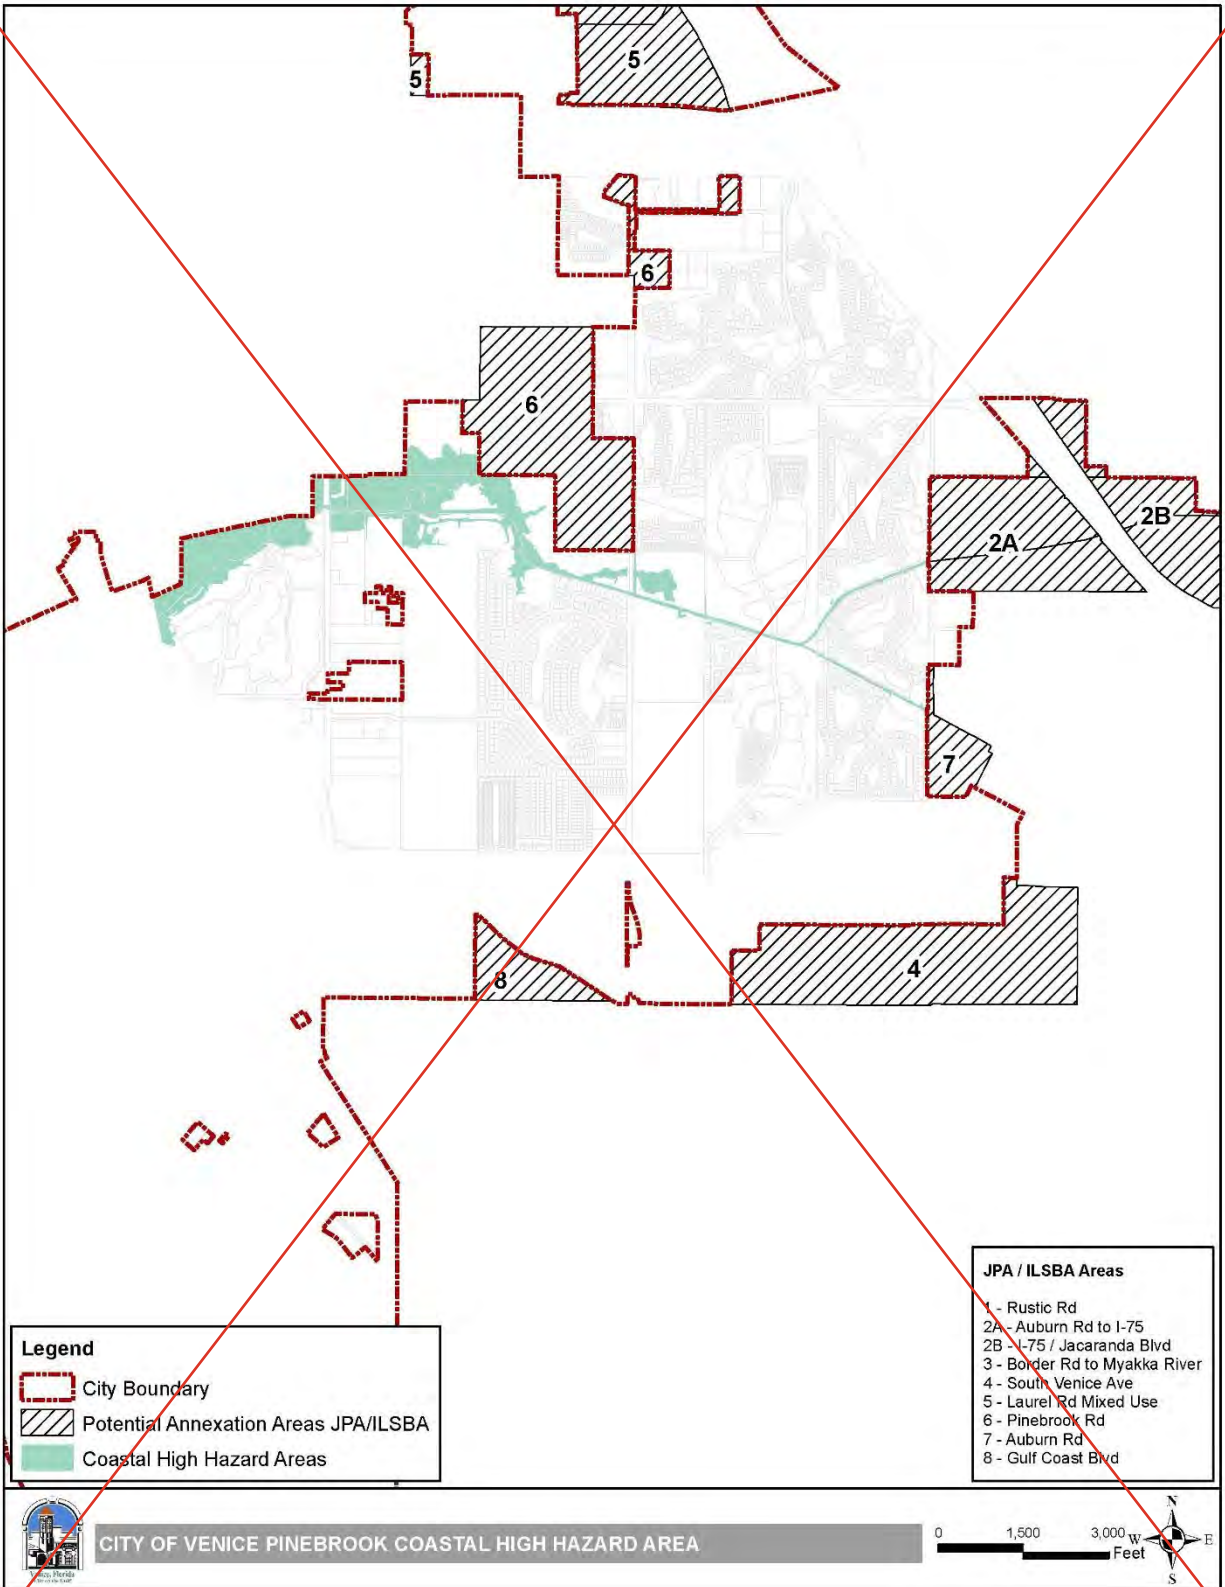 5
5
6
6
2B
2A
7
4
8
JPA / ILSBA Areas
1 - Rustic Rd
2A - Auburn Rd to I-75
2B - I-75 / Jacaranda Blvd
3 - Border Rd to Myakka River
4 - South Venice Ave
5 - Laurel Rd Mixed Use
6 - Pinebrook Rd
7 - Auburn Rd
8 - Gulf Coast Blvd
Legend
City Boundary
Potential Annexation Areas JPA/ILSBA
Coastal High Hazard Areas
Venice, Florida
CITY OF VENICE PINEBROOK COASTAL HIGH HAZARD AREA
0 1,500 3,000
Feet
N
W E
S